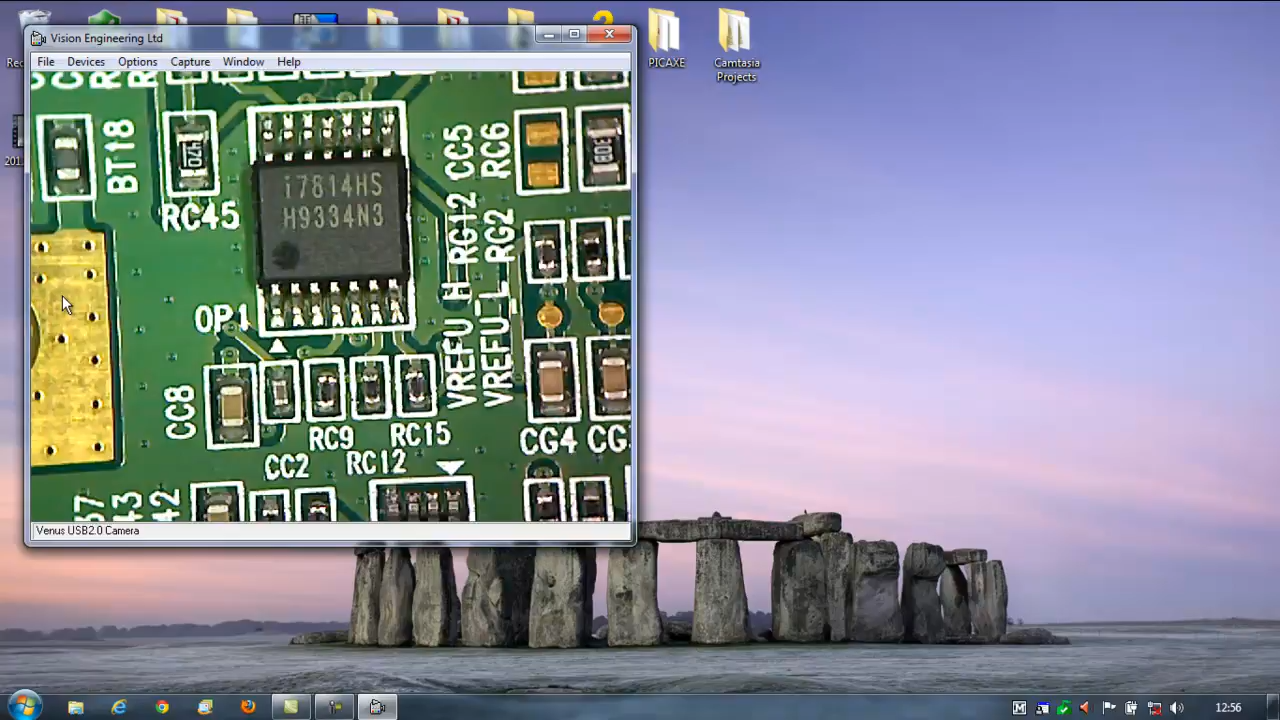 Vision Engineering Ltd
File Devices Options Capture Window Help
PICAXE
Camtasia
Projects
BT18
RC45
i7814HS
H9334N3
CC5
RC6
RG12
RG2
VREFU_H
VREFU_L
OP1
CC8
RC9
RC15
CG4
CC2
RC12
Venus USB2.0 Camera
12:56